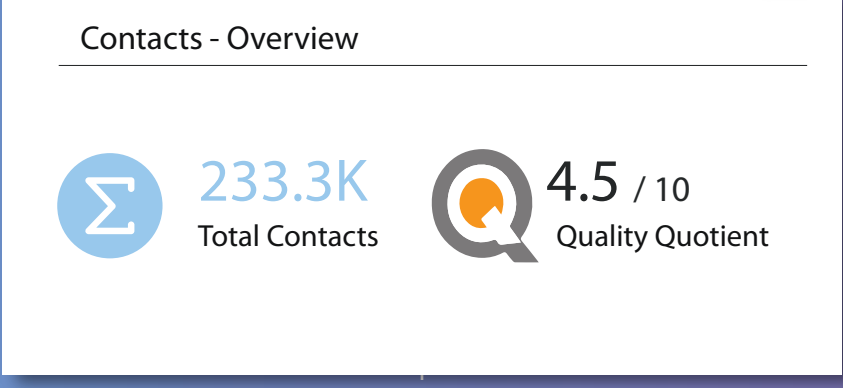 Contacts - Overview
233.3K
Total Contacts
4.5 / 10
Quality Quotient